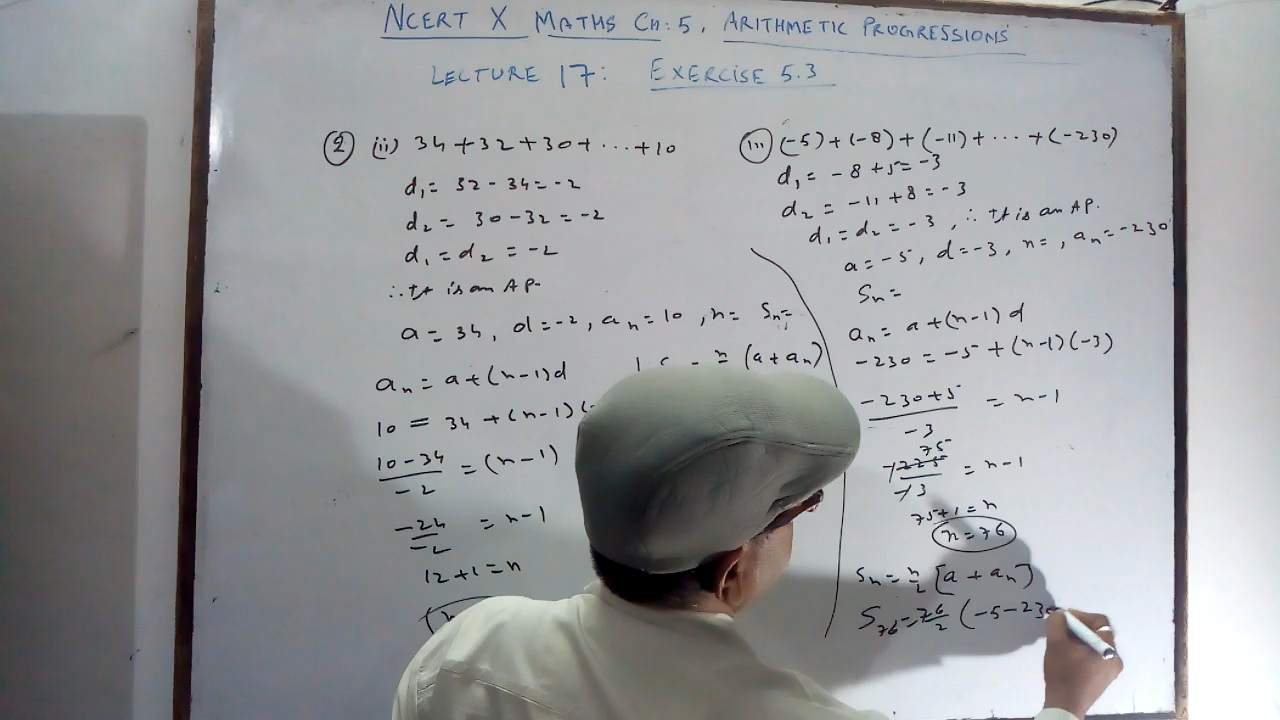 NCERT X MATHS CH:5, ARITHMETIC PROGRESSIONS
LECTURE 17: EXERCISE 5.3
② (ii) 34+32+30+...+10
d₁= 32-34=-2
d₂= 30-32=-2
d₁=d₂=-2
∴It is an AP.
a=34, d=-2, aₙ=10, n= Sₙ=
aₙ=a+(n-1)d
(a+aₙ)
10=34+(n-1)(
10-34/-2=(n-1)
-24/-2=n-1
12+1=n
(iii) (-5)+(-8)+(-11)+...+(-230)
d₁=-8+5=-3
d₂=-11+8=-3
d₁=d₂=-3, ∴It is an AP.
a=-5, d=-3, n=, aₙ=-230
Sₙ=
aₙ=a+(n-1)d
-230=-5+(n-1)(-3)
-230+5/-3=n-1
75
-225/-3=n-1
75+1=n
n=76
Sₙ=n/2[a+aₙ)
S₇₆=76/2(-5-23